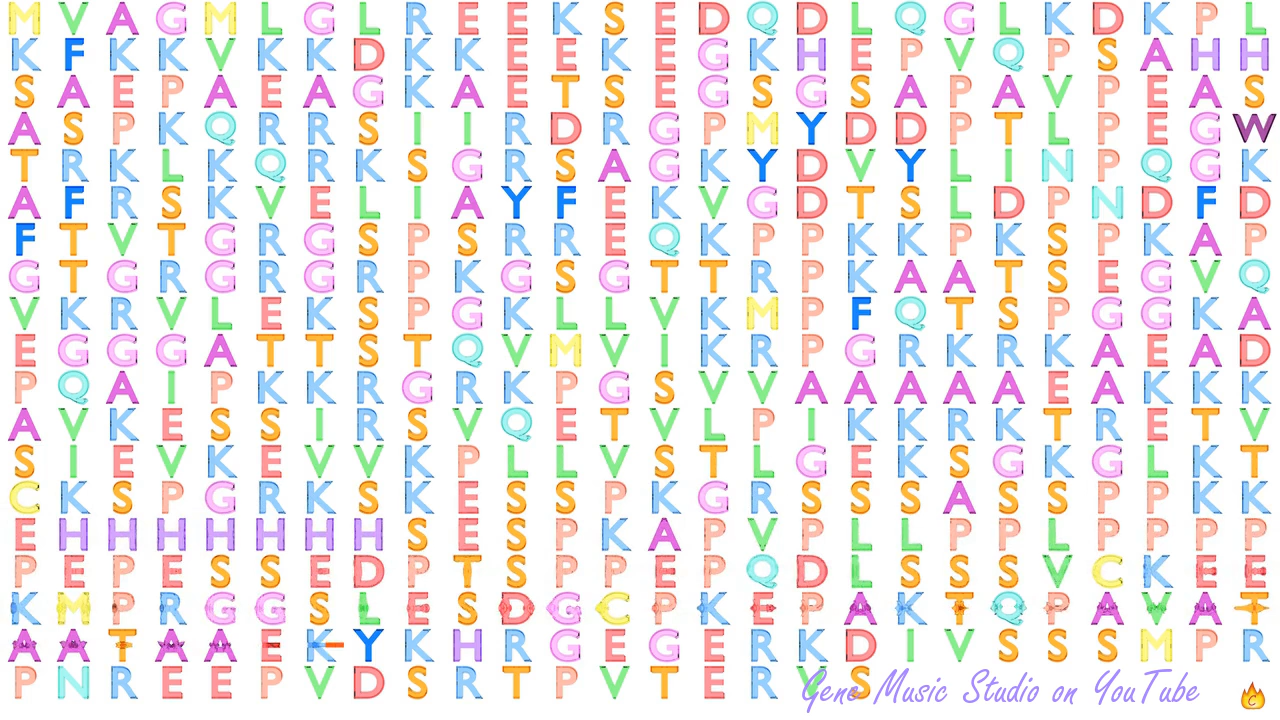 M V A G M L G L R E E K S E D Q D L Q G L K D K P L
K F K K V K K D K K E E K E G K H E P V Q P S A H H
S A E P A E A G K A E T S E G S G S A P A V P E A S
A S P K Q R R S I I R D R G P M Y D D P T L P E G W
T R K L K Q R K S G R S A G K Y D V Y L I N P Q G K
A F R S K V E L I A Y F E K V G D T S L D P N D F D
F T V T G R G S P S R R E Q K P P K K P K S P K A P
G T G R G R G R P K G S G T T R P K A A T S E G V Q
V K R V L E K S P G K L L V K M P F Q T S P G G K A
E G G G A T T S T Q V M V I K R P G R K R K A E A D
P Q A I P K K R G R K P G S V V A A A A A E A K K K
A V K E S S I R S V Q E T V L P I K K R K T R E T V
S I E V K E V V K P L L V S T L G E K S G K G L K T
C K S P G R K S K E S S P K G R S S S A S S P P K K
E H H H H H H H S E S P K A P V P L L P P L P P P P
P E P E S S E D P T S P P E P Q D L S S S V C K E E
K M P R G G S L E S D G C P K E P A K T Q P A V A T
A A T A A E K Y K H R G E G E R K D I V S S S M P R
P N R E E P V D S R T P V T E R V S
Gene Music Studio on YouTube
C